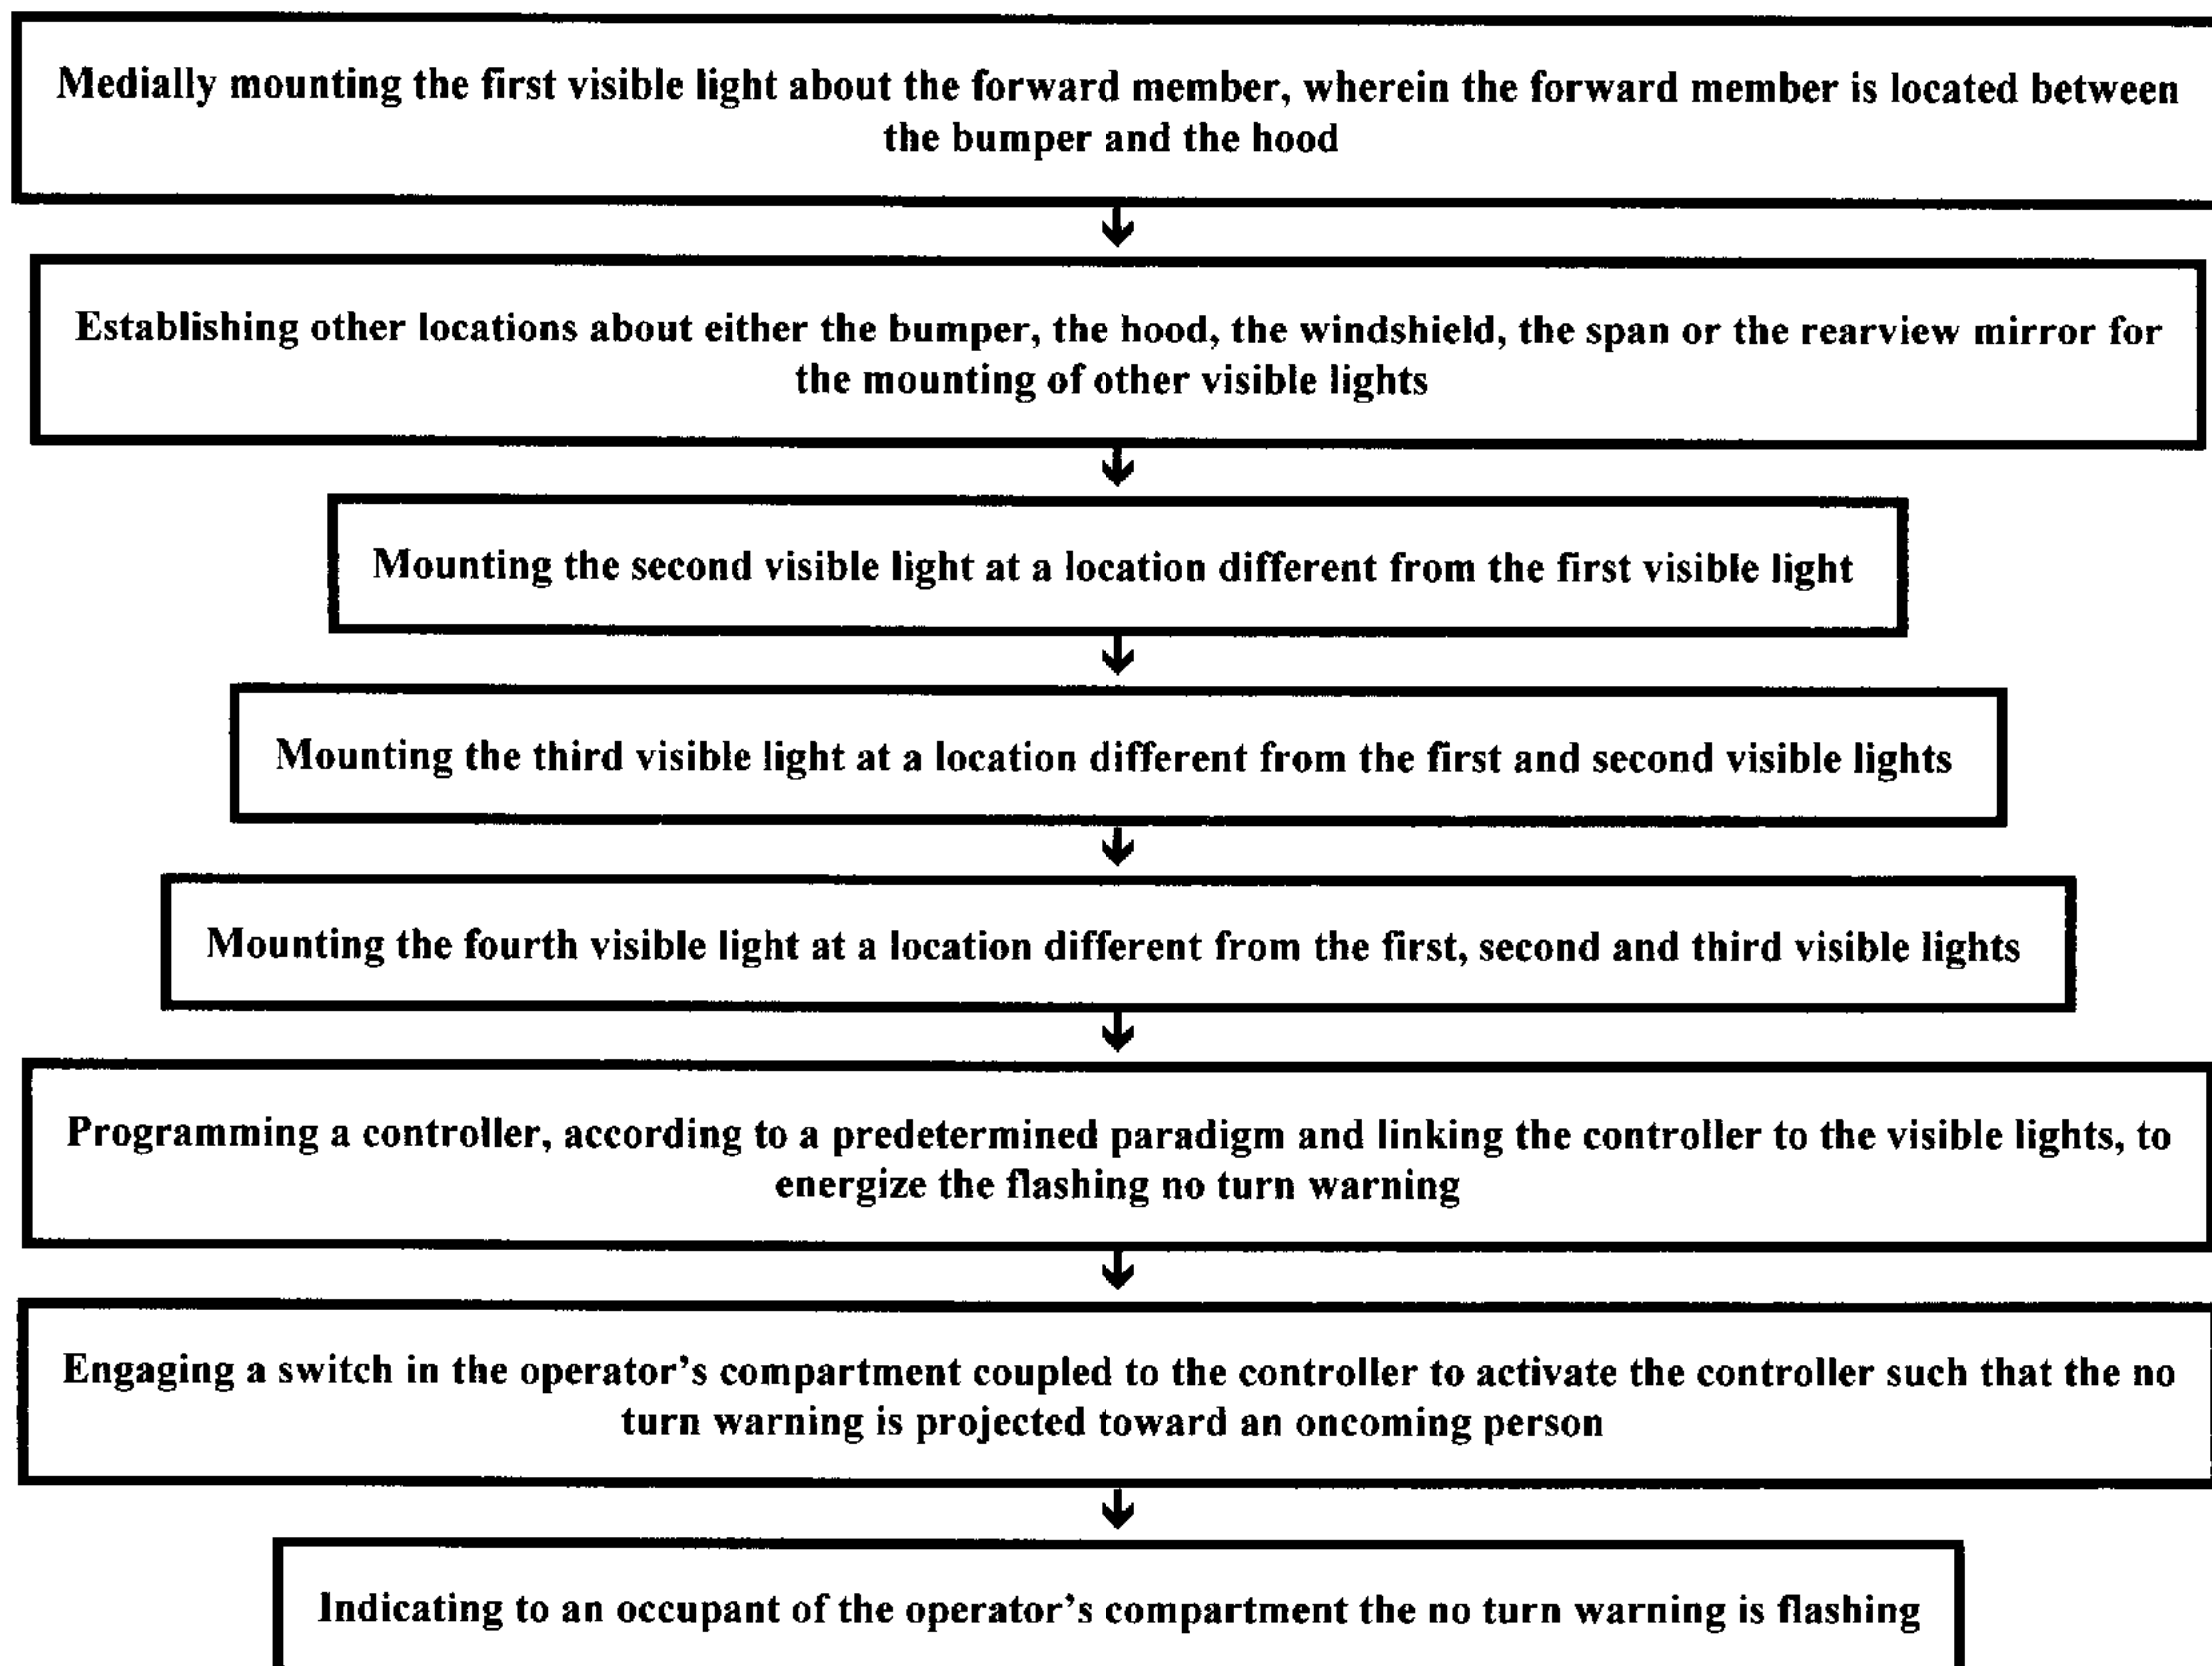 Medially mounting the first visible light about the forward member, wherein the forward member is located between
the bumper and the hood
Establishing other locations about either the bumper, the hood, the windshield, the span or the rearview mirror for
the mounting of other visible lights
Mounting the second visible light at a location different from the first visible light
Mounting the third visible light at a location different from the first and second visible lights
Mounting the fourth visible light at a location different from the first, second and third visible lights
Programming a controller, according to a predetermined paradigm and linking the controller to the visible lights, to
energize the flashing no turn warning
Engaging a switch in the operator's compartment coupled to the controller to activate the controller such that the no
turn warning is projected toward an oncoming person
Indicating to an occupant of the operator's compartment the no turn warning is flashing